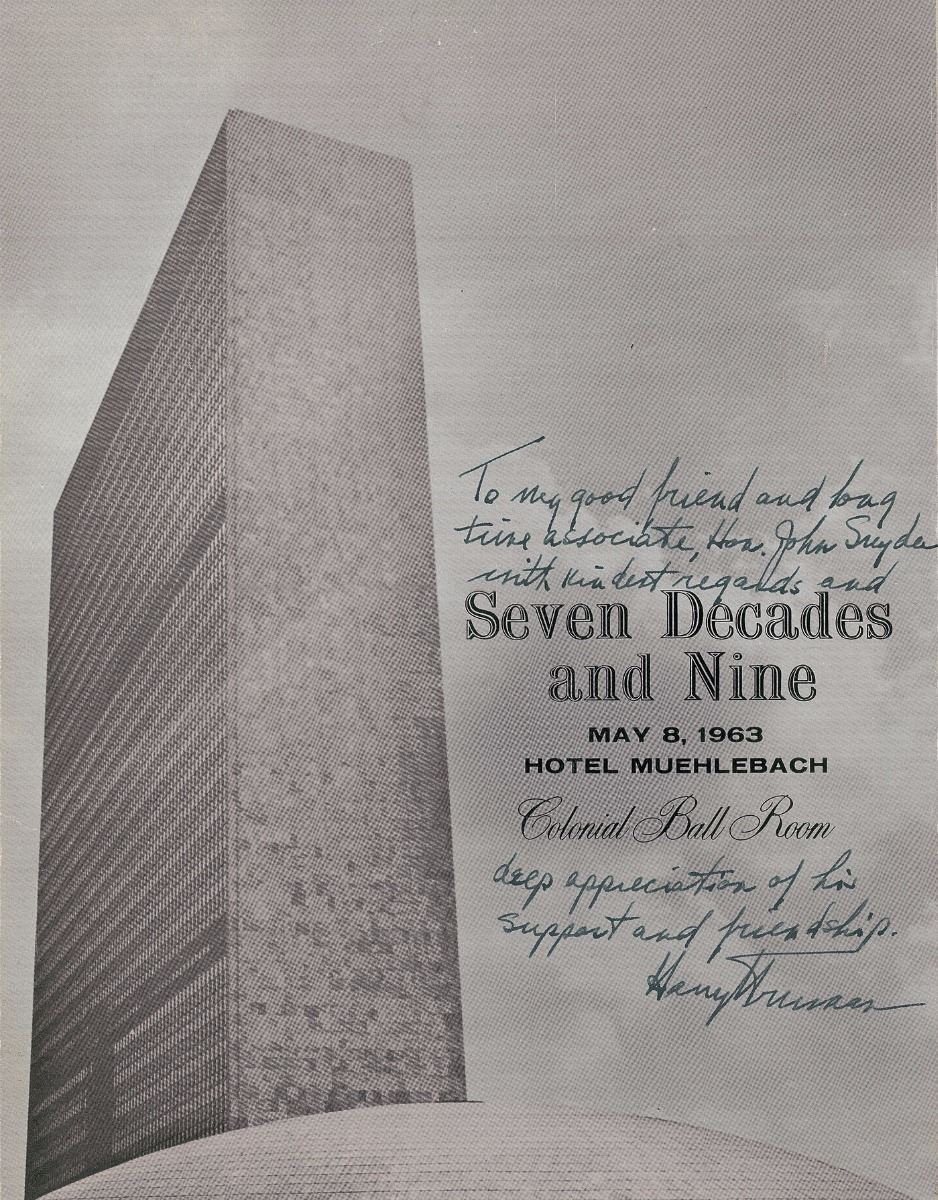 To my good friend and long
time associate, Hon. John Snyder
with kindest regards and
Seven Decades
and Nine
MAY 8, 1963
HOTEL MUEHLEBACH
Colonial Ball Room
deep appreciation of his
support and friendship.
Harry Truman